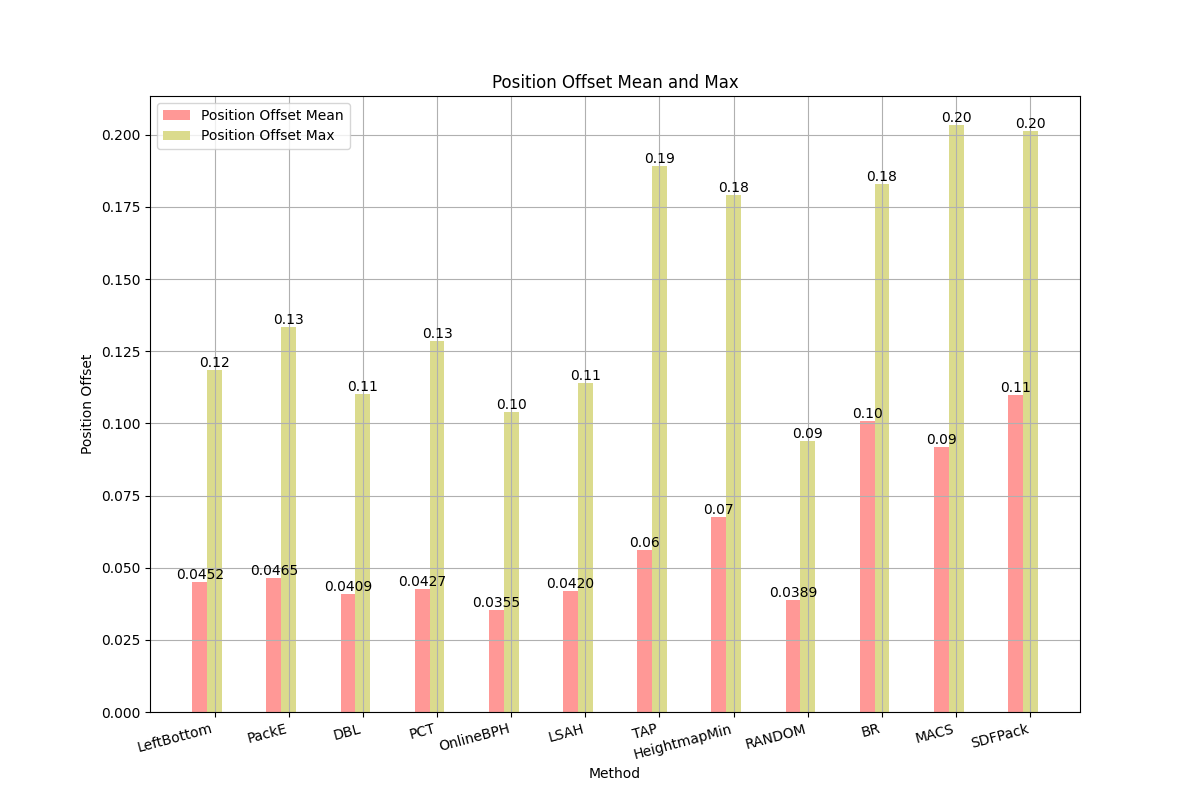 Position Offset Mean and Max
Position Offset Mean
Position Offset Max
Position Offset
0.200
0.175
0.150
0.125
0.100
0.075
0.050
0.025
0.000
0.0452
0.12
0.0465
0.13
0.0409
0.11
0.0427
0.13
0.0355
0.10
0.0420
0.11
0.06
0.19
0.07
0.18
0.0389
0.09
0.10
0.18
0.09
0.20
0.11
0.20
LeftBottom
PackE
DBL
PCT
OnlineBPH
LSAH
TAP
HeightmapMin
RANDOM
BR
MACS
SDFPack
Method